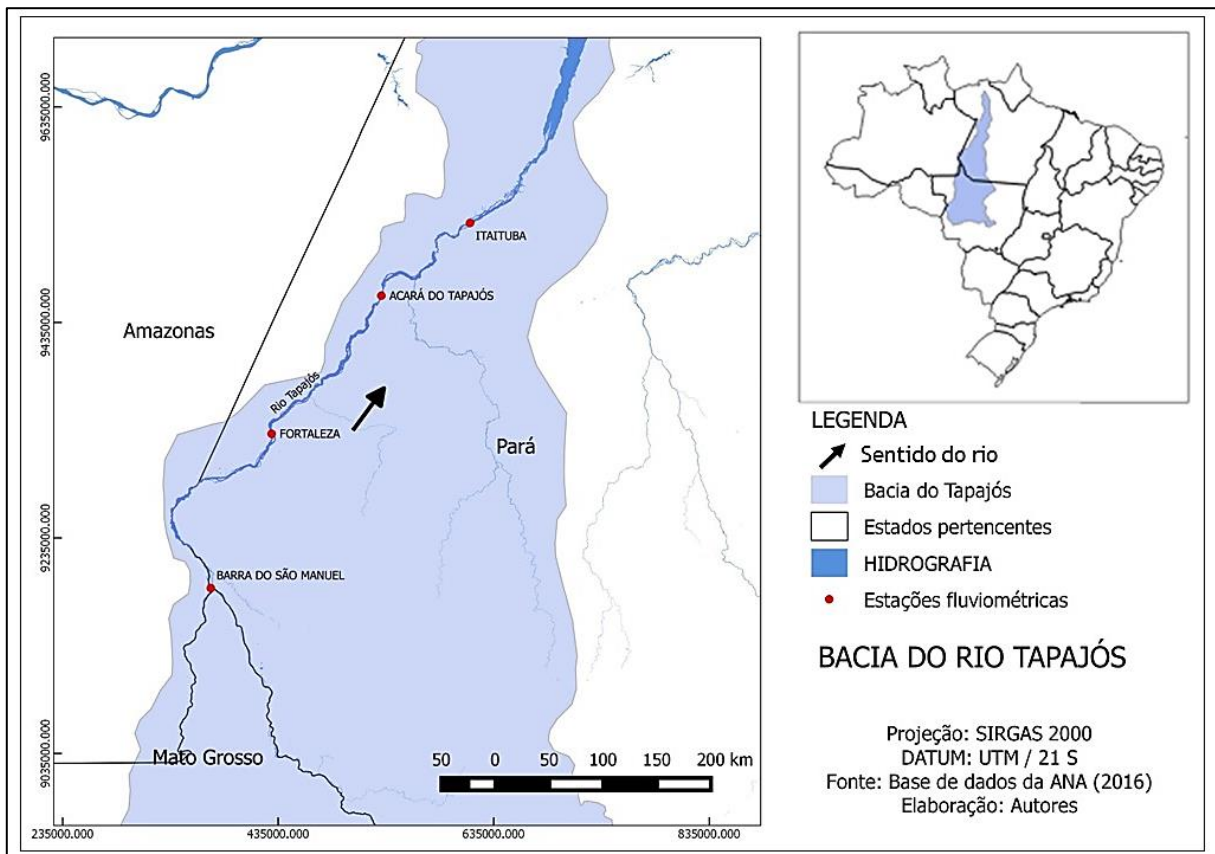 9635000.000
9435000.000
9235000.000
9035000.000
ITAITUBA
ACARÁ DO TAPAJÓS
Amazonas
Rio Tapajós
FORTALEZA
Pará
BARRA DO SÃO MANUEL
Mato Grosso
50 0 50 100 150 200 km
235000.000 435000.000 635000.000 835000.000
LEGENDA
Sentido do rio
Bacia do Tapajós
Estados pertencentes
HIDROGRAFIA
Estações fluviométricas
BACIA DO RIO TAPAJÓS
Projeção: SIRGAS 2000
DATUM: UTM / 21 S
Fonte: Base de dados da ANA (2016)
Elaboração: Autores